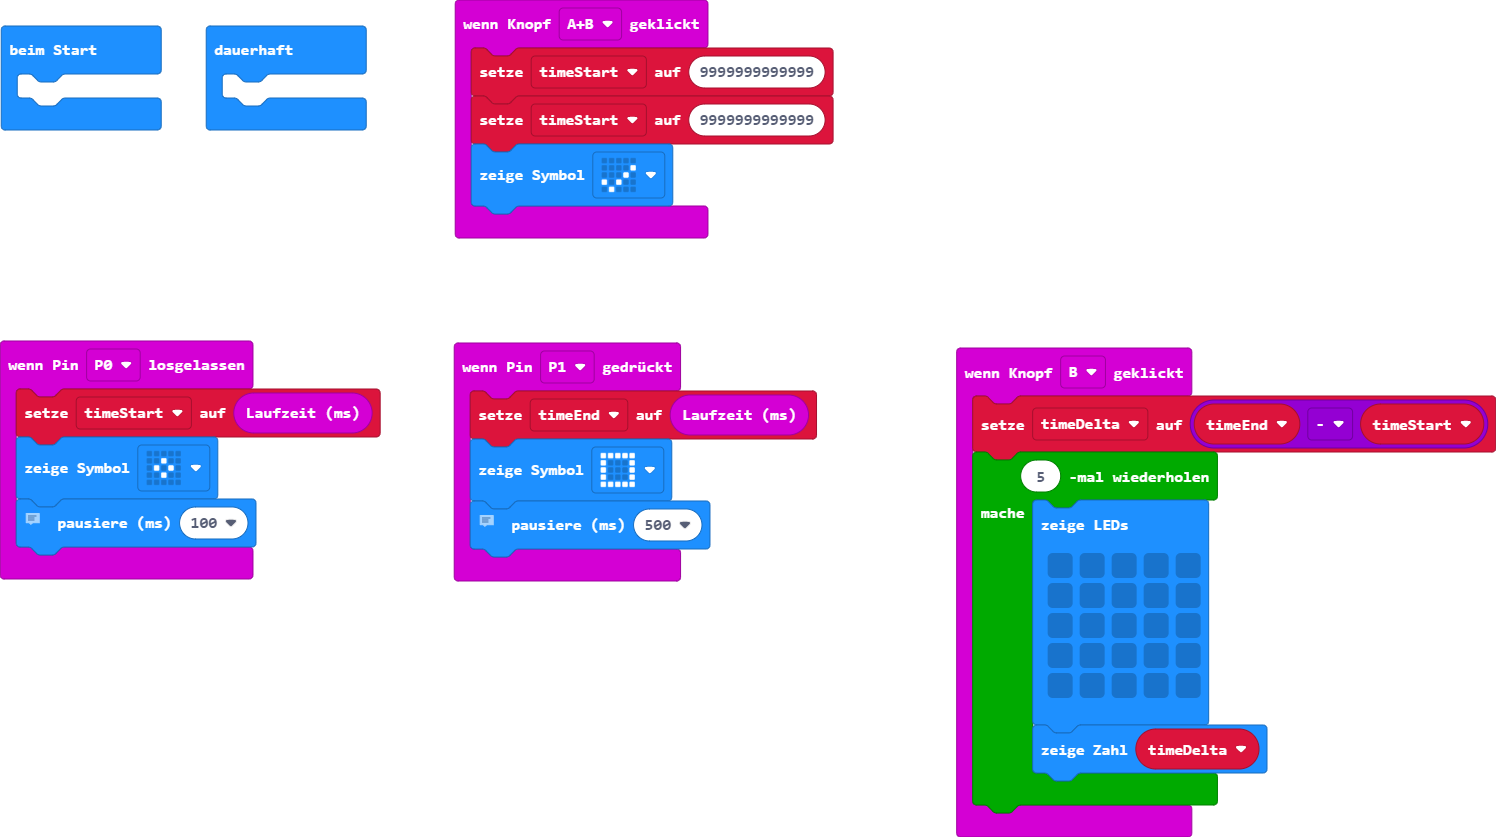 beim Start
dauerhaft
wenn Knopf A+B geklickt
setze timeStart auf 9999999999999
setze timeStart auf 9999999999999
zeige Symbol
wenn Pin P0 losgelassen
setze timeStart auf Laufzeit (ms)
zeige Symbol
pausiere (ms) 100
wenn Pin P1 gedrückt
setze timeEnd auf Laufzeit (ms)
zeige Symbol
pausiere (ms) 500
wenn Knopf B geklickt
setze timeDelta auf timeEnd - timeStart
5 -mal wiederholen
mache
zeige LEDs
zeige Zahl timeDelta